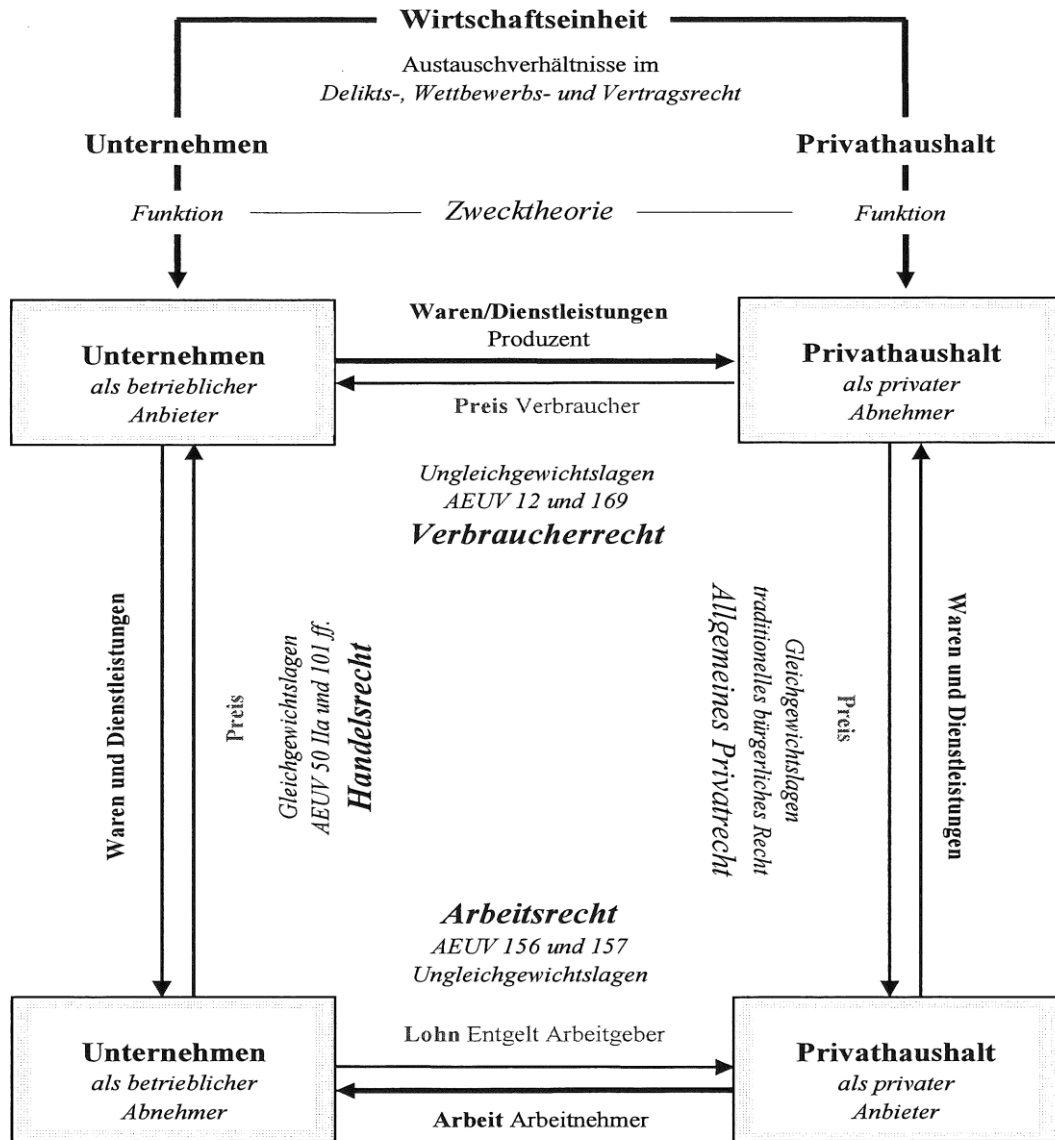 Wirtschaftseinheit
Austauschverhältnisse im
Delikts-, Wettbewerbs- und Vertragsrecht
Unternehmen
Privathaushalt
Funktion
Zwecktheorie
Funktion
Waren/Dienstleistungen
Produzent
Unternehmen
als betrieblicher
Anbieter
Privathaushalt
als privater
Abnehmer
Preis Verbraucher
Ungleichgewichtslagen
AEUV 12 und 169
Verbraucherrecht
Waren und Dienstleistungen
Preis
Gleichgewichtslagen
AEUV 50 IIa und 101 ff.
Handelsrecht
Allgemeines Privatrecht
traditionelles bürgerliches Recht
Gleichgewichtslagen
Preis
Waren und Dienstleistungen
Arbeitsrecht
AEUV 156 und 157
Ungleichgewichtslagen
Unternehmen
als betrieblicher
Abnehmer
Lohn Entgelt Arbeitgeber
Arbeit Arbeitnehmer
Privathaushalt
als privater
Anbieter